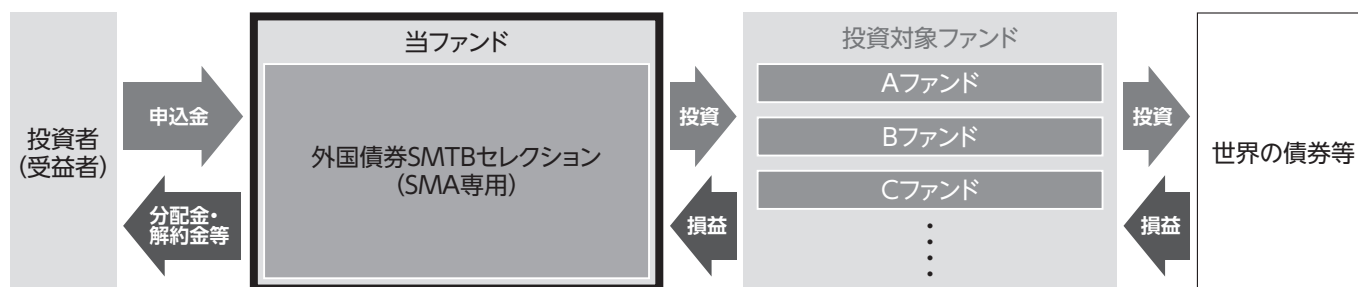 投資者
(受益者)
申込金
分配金・
解約金等
当ファンド
外国債券SMTBセレクション
(SMA専用)
投資
損益
投資対象ファンド
Aファンド
Bファンド
Cファンド
投資
損益
世界の債券等